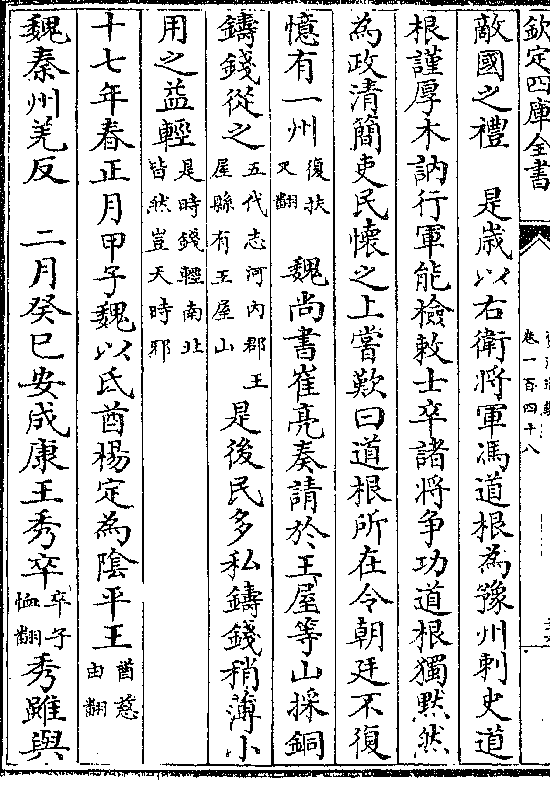 欽定四庫全書
卷一百四十八
敵國之禮　是歳以右衛將軍馮道根為豫州刺史道
根謹厚木訥行軍能檢敕士卒諸將争功道根獨默然
為政清簡吏民懷之上嘗歎曰道根所在令朝廷不復
憶有一州復扶又翻　魏尚書崔亮奏請於王屋等山採銅
鑄錢從之五代志河内郡王屋縣有王屋山是後民多私鑄錢稍薄小
用之益輕是時錢輕南北皆然豈天時邪
十七年春正月甲子魏以氐酋楊定為陰平王酋慈由翻
魏秦州羌反　二月癸巳安成康王秀卒卒子恤翻秀雖與